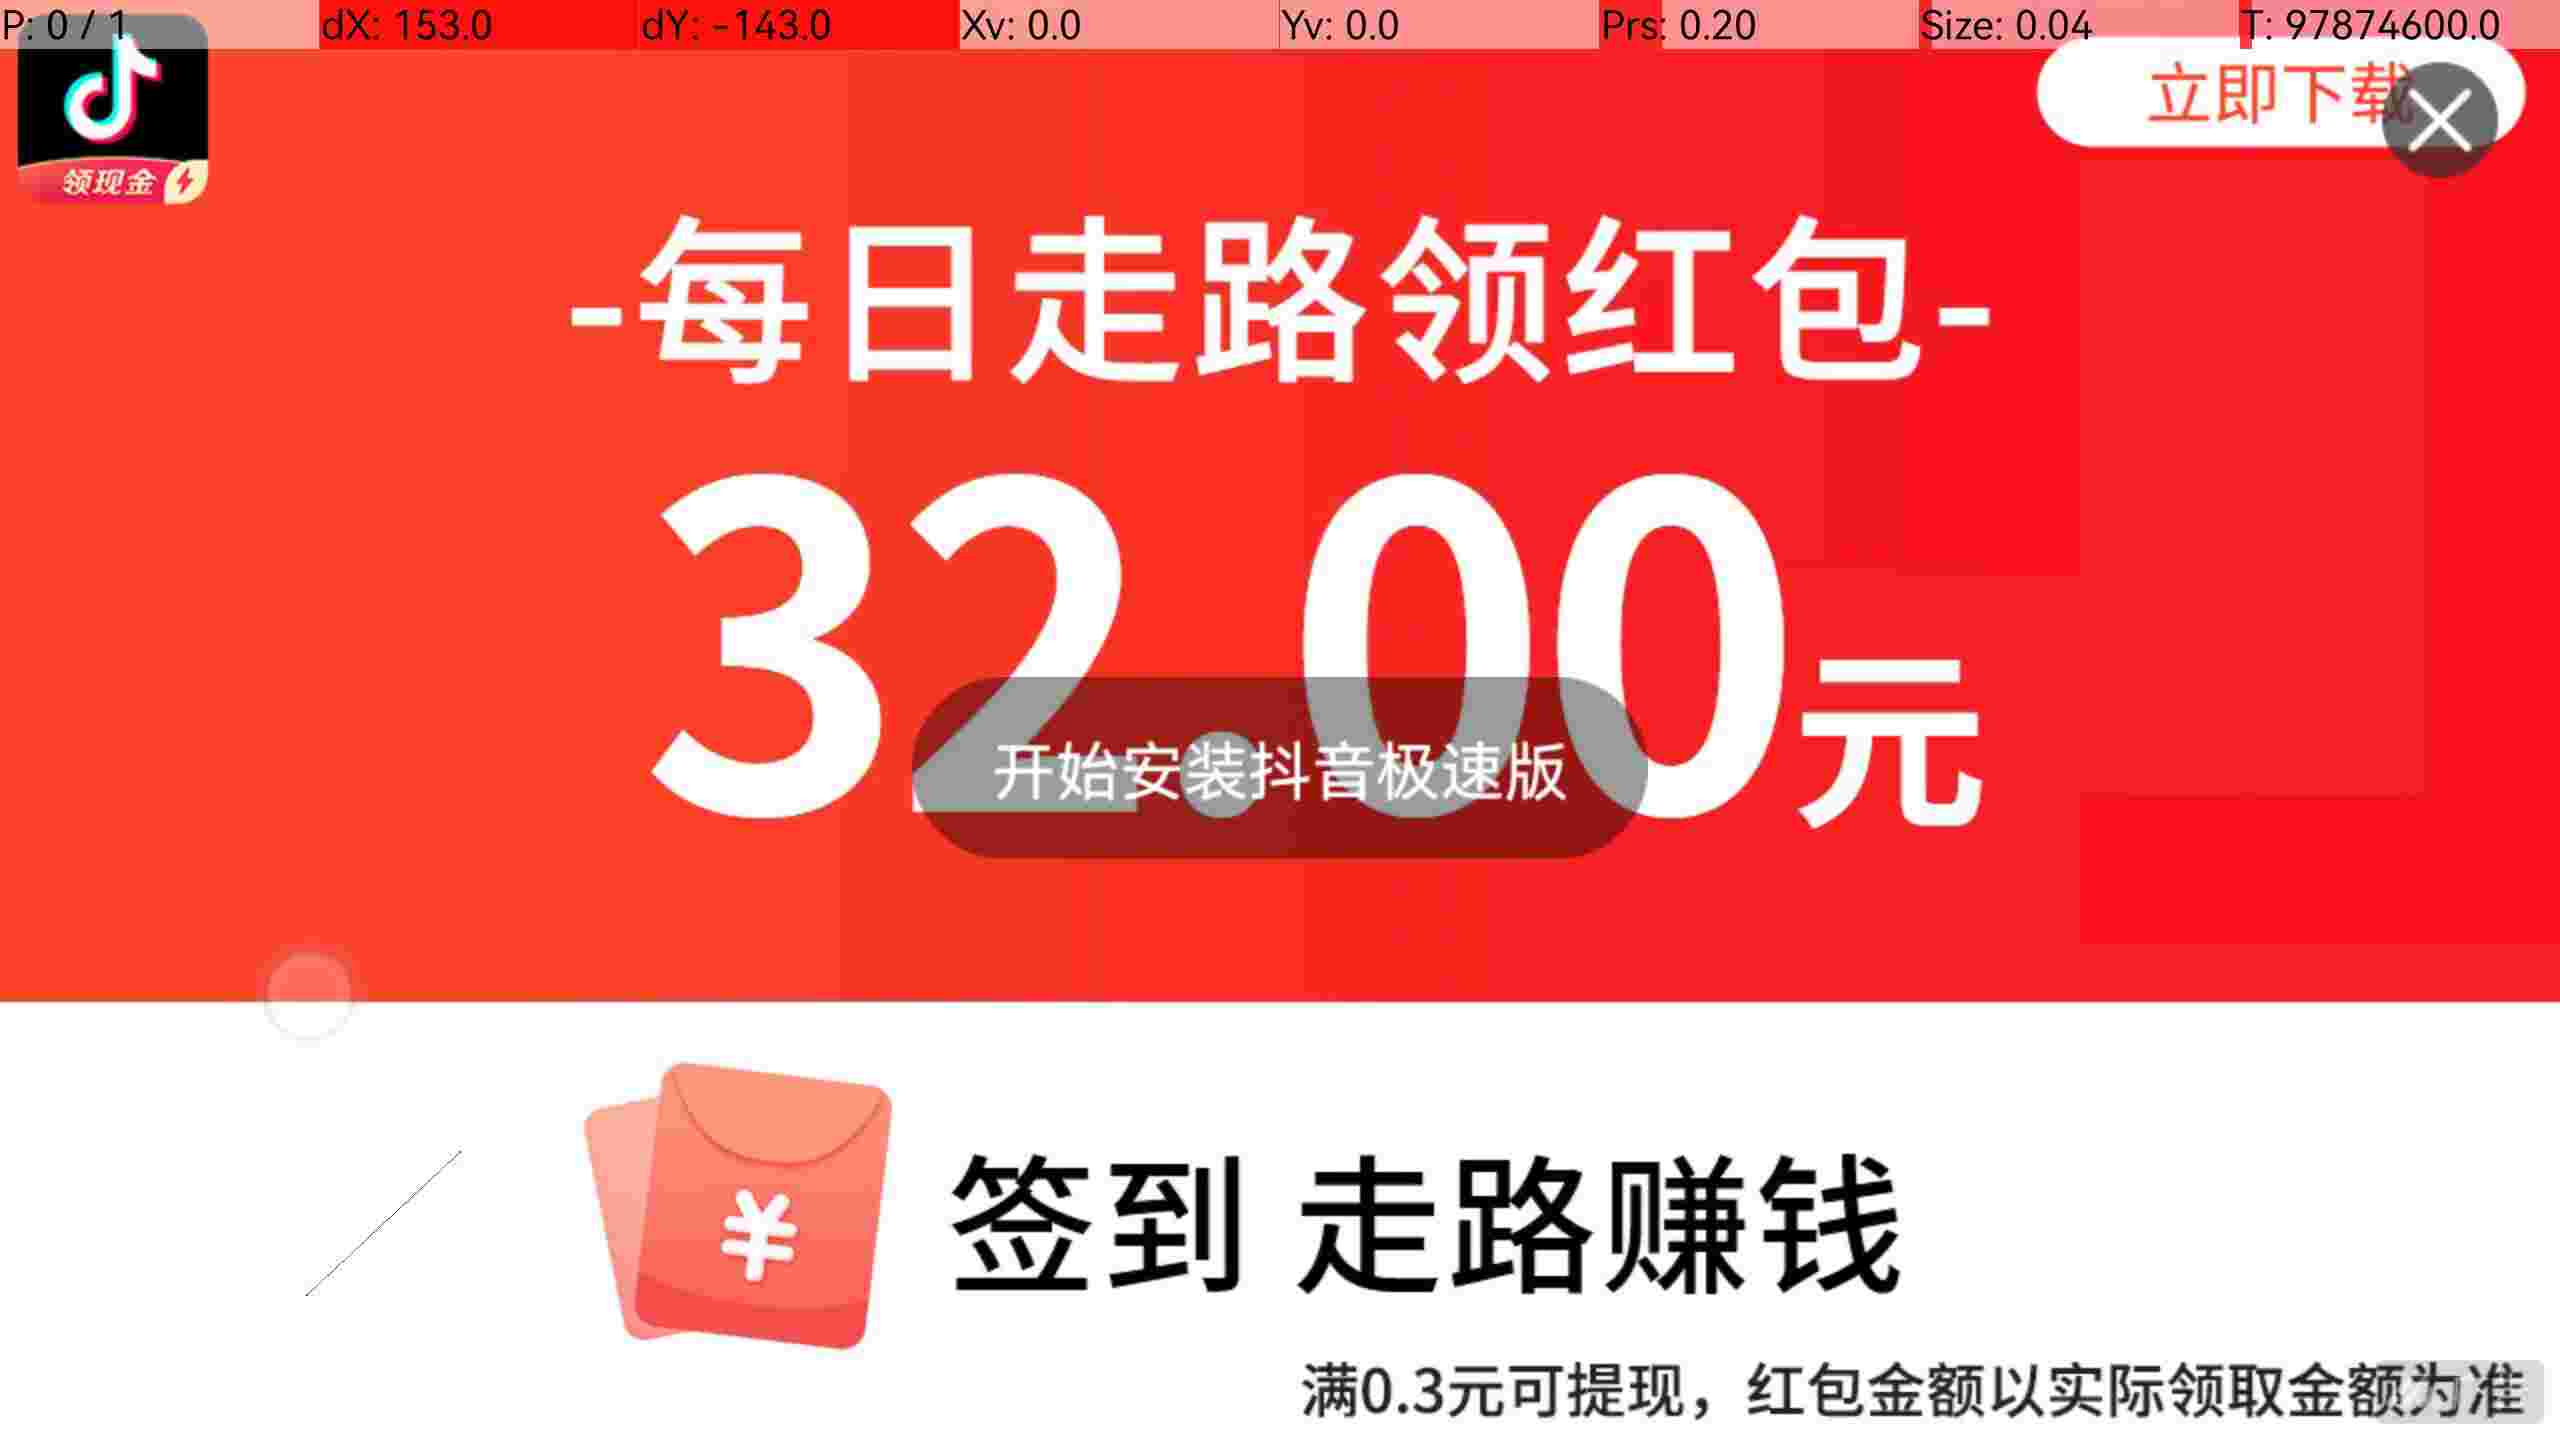 P: 0 / 1 dX: 153.0 dY: -143.0 Xv: 0.0 Yv: 0.0 Prs: 0.20 Size: 0.04 T: 97874600.0
领现金
立即下载
-每日走路领红包-
32.00元
开始安装抖音极速版
¥
签到 走路赚钱
满0.3元可提现，红包金额以实际领取金额为准